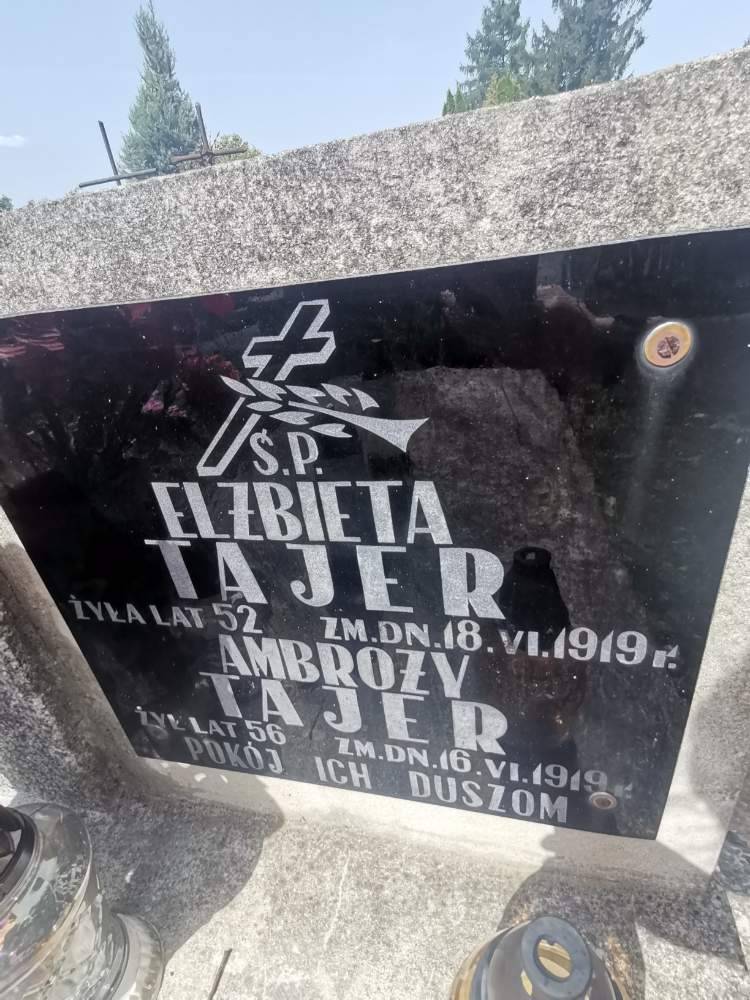 Ś.P.
ELŻBIETA
TAJER
ŻYŁA LAT 52 ZM.DN.18.VI.1919 r.
AMBROŻY
TAJER
ŻYŁ LAT 56 ZM.DN.16.VI.1919 r.
POKÓJ ICH DUSZOM